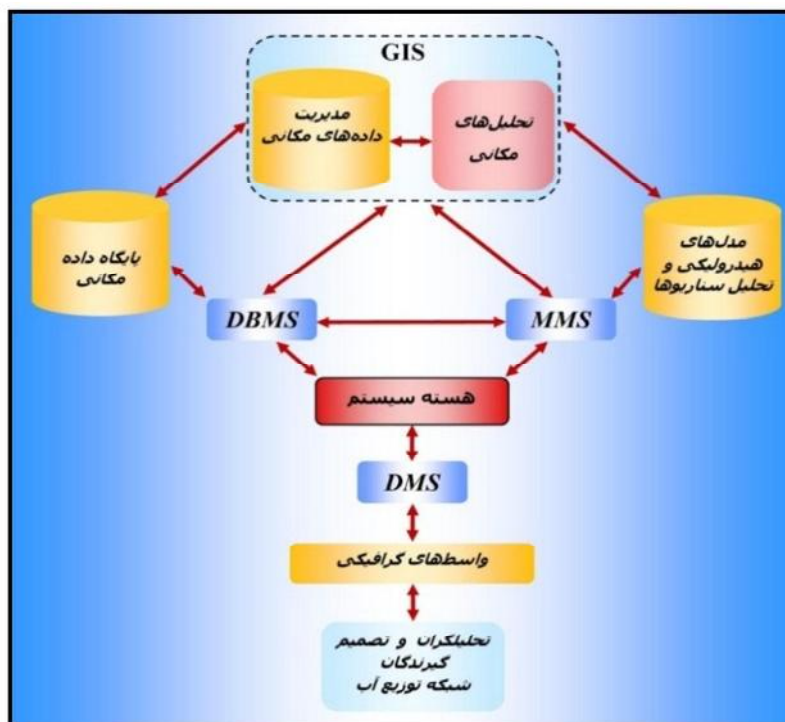 GIS
مدیریت
داده‌های مکانی
تحلیل‌های
مکانی
پایگاه داده
مکانی
مدل‌های
هیدرولیکی و
تحلیل سناریوها
DBMS
MMS
هسته سیستم
DMS
واسط‌های گرافیکی
تحلیلگران و تصمیم
گیرندگان
شبکه توزیع آب